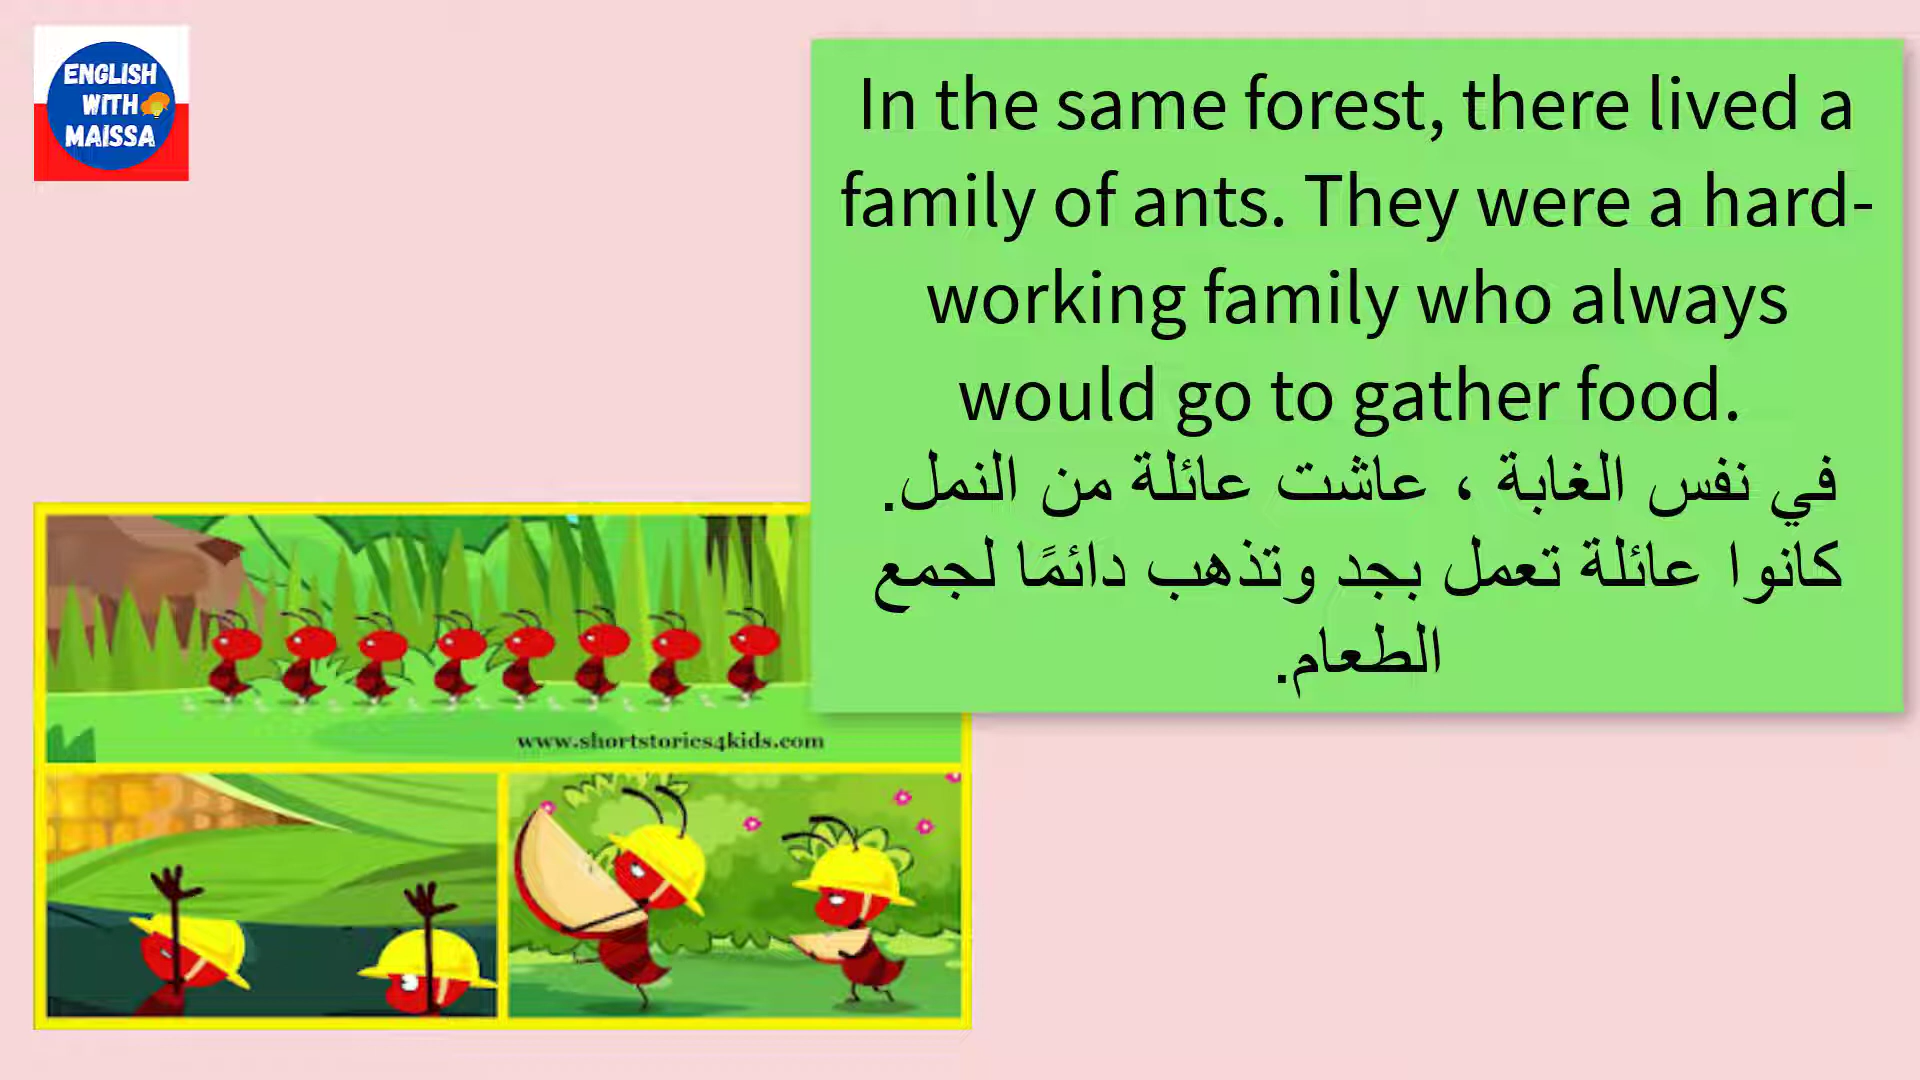 ENGLISH
WITH
MAISSA
In the same forest, there lived a
family of ants. They were a hard-
working family who always
would go to gather food.
في نفس الغابة ، عاشت عائلة من النمل.
كانوا عائلة تعمل بجد وتذهب دائمًا لجمع
الطعام.
www.shortstories4kids.com